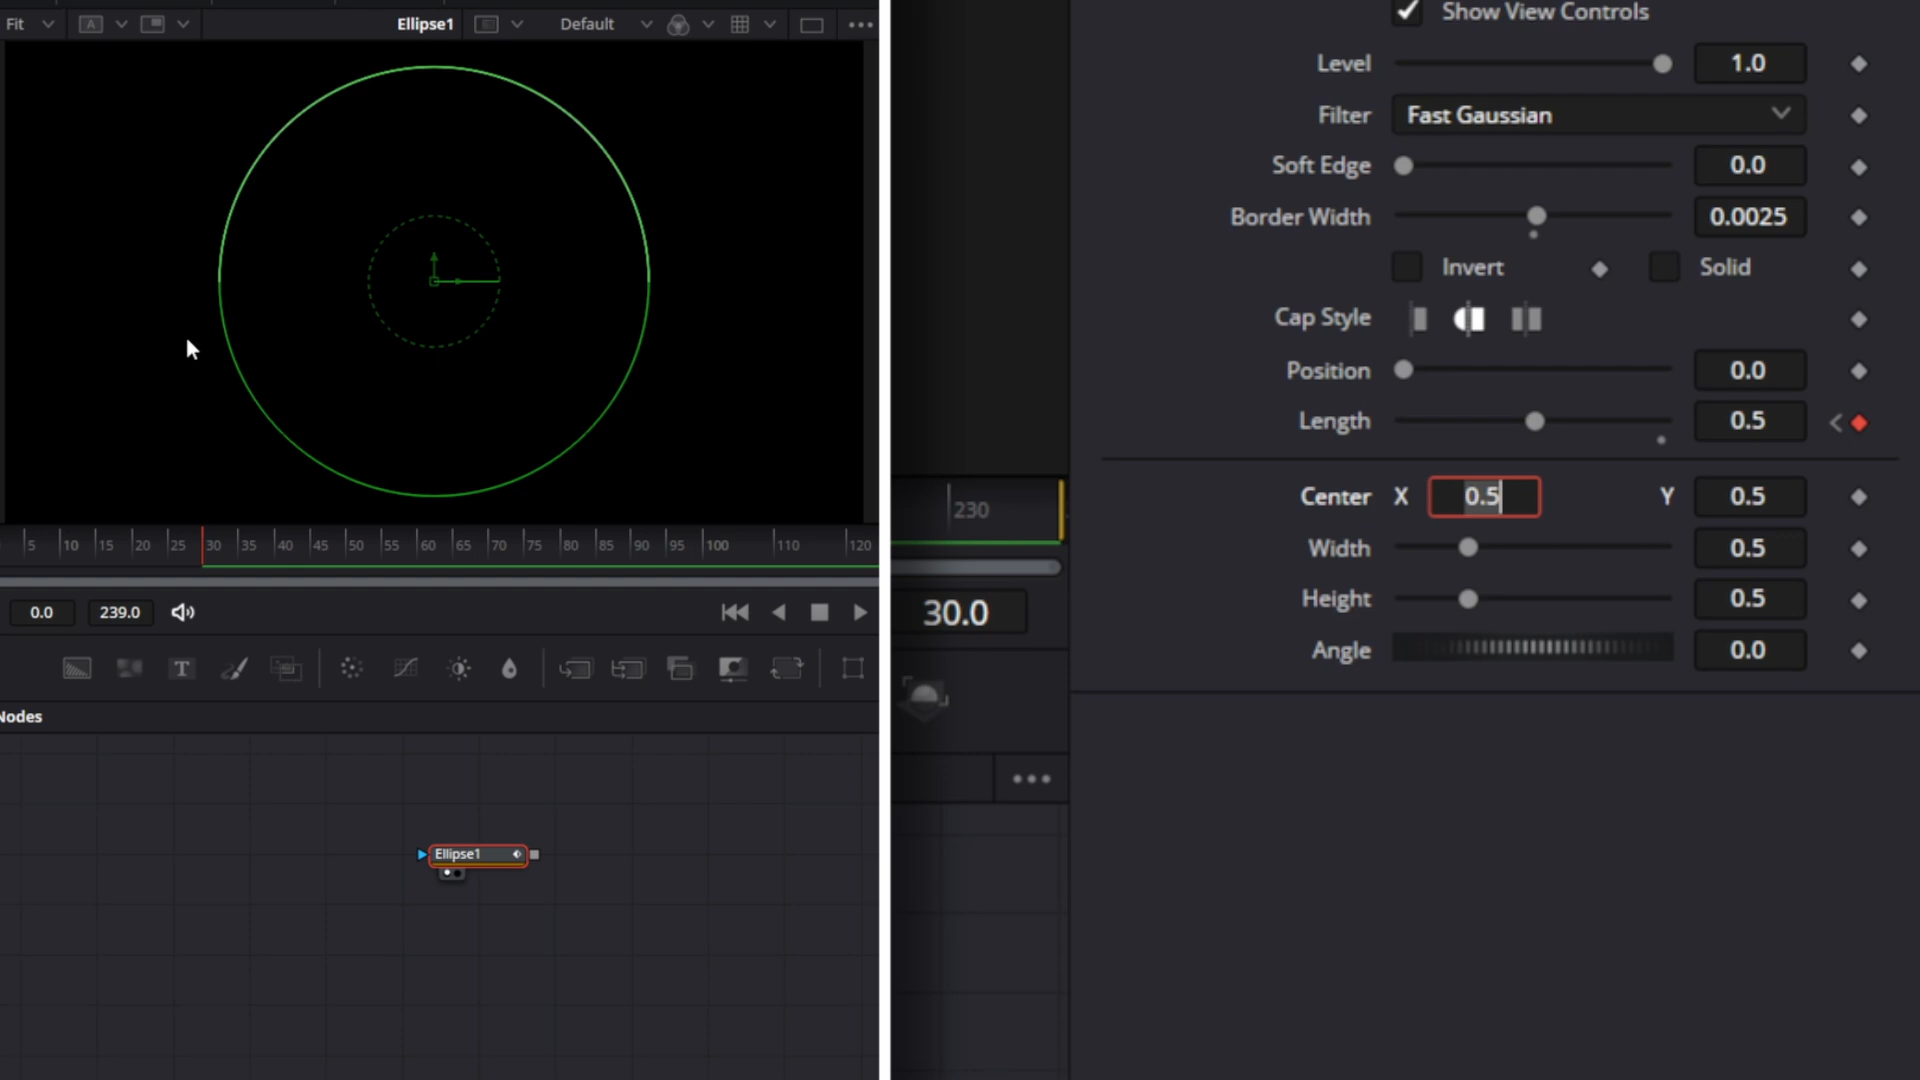 Fit
A
Ellipse1
Default
5 10 15 20 25 30 35 40 45 50 55 60 65 70 75 80 85 90 95 100 110 120
0.0 239.0
T
Nodes
Ellipse1
230
30.0
Show View Controls
Level 1.0
Filter Fast Gaussian
Soft Edge 0.0
Border Width 0.0025
Invert Solid
Cap Style
Position 0.0
Length 0.5
Center X 0.5 Y 0.5
Width 0.5
Height 0.5
Angle 0.0